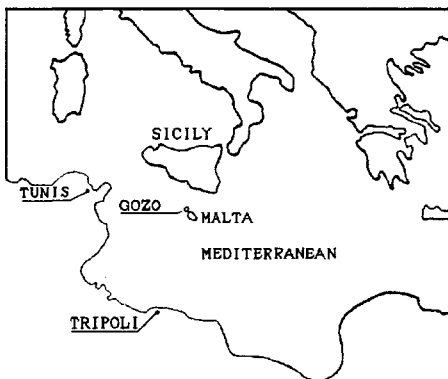 SICILY
TUNIS
GOZO
MALTA
MEDITERRANEAN
TRIPOLI